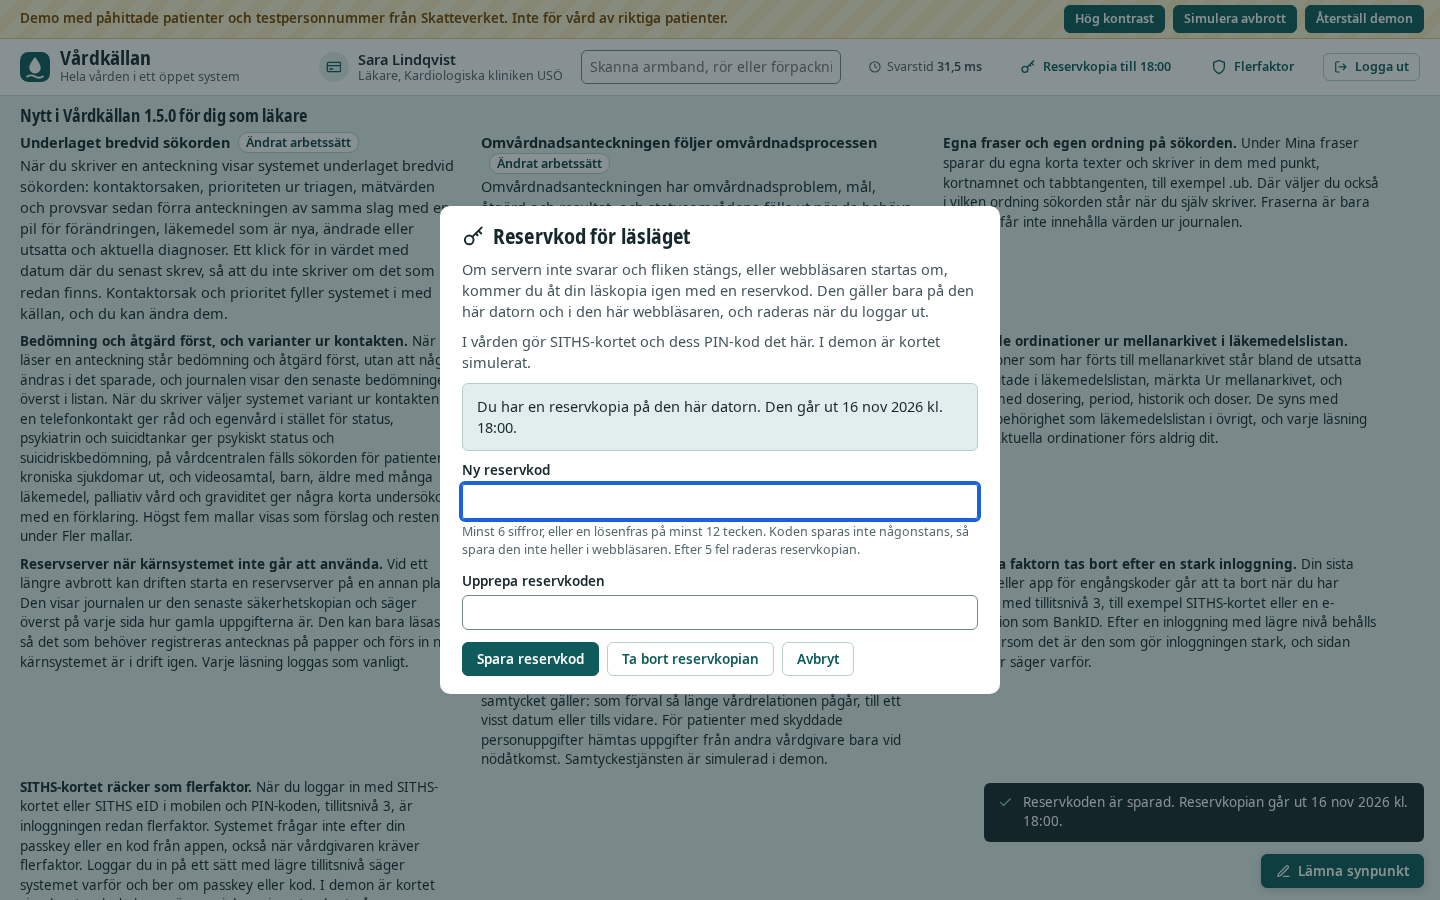 Demo med påhittade patienter och testpersonnummer från Skatteverket. Inte för vård av riktiga patienter.
Hög kontrast
Simulera avbrott
Återställ demon
Vårdkällan
Hela vården i ett öppet system
Sara Lindqvist
Läkare, Kardiologiska kliniken USÖ
Skanna armband, rör eller förpackni
Svarstid 31,5 ms
Reservkopia till 18:00
Flerfaktor
Logga ut
Nytt i Vårdkällan 1.5.0 för dig som läkare
Underlaget bredvid sökorden Ändrat arbetssätt
När du skriver en anteckning visar systemet underlaget bredvid
sökorden: kontaktorsaken, prioriteten ur triagen, mätvärden
och provsvar sedan förra anteckningen av samma slag med en
pil för förändringen, läkemedel som är nya, ändrade eller
utsatta och aktuella diagnoser. Ett klick för in värdet med
datum där du senast skrev, så att du inte skriver om det som
redan finns. Kontaktorsak och prioritet fyller systemet i med
källan, och du kan ändra dem.
Bedömning och åtgärd först, och varianter ur kontakten. När
läser en anteckning står bedömning och åtgärd först, utan att
ändras i det sparade, och journalen visar den senaste
överst i listan. När du skriver väljer systemet variant ur kontakten
en telefonkontakt ger råd och egenvård i stället för status,
psykiatrin och suicidtankar ger psykiskt status och
suicidriskbedömning, på vårdcentralen fälls sökorden för
kroniska sjukdomar ut, och videosamtal, barn, äldre med många
läkemedel, palliativ vård och graviditet ger några korta
med en förklaring. Högst fem mallar visas som förslag och resten
under Fler mallar.
Reservserver när kärnsystemet inte går att använda. Vid ett
längre avbrott kan driften starta en reservserver på en annan
Den visar journalen ur den senaste säkerhetskopian och säger
överst på varje sida hur gamla uppgifterna är. Den kan bara läsas
så det som behöver registreras antecknas på papper och förs in
kärnsystemet är i drift igen. Varje läsning loggas som vanligt.
SITHS-kortet räcker som flerfaktor. När du loggar in med SITHS-
kortet eller SITHS eID i mobilen och PIN-koden, tillitsnivå 3, är
inloggningen redan flerfaktor. Systemet frågar inte efter din
passkey eller en kod från appen, också när vårdgivaren kräver
flerfaktor. Loggar du in på ett sätt med lägre tillitsnivå säger
systemet varför och ber om passkey eller kod. I demon är kortet
Omvårdnadsanteckningen följer omvårdnadsprocessen
Ändrat arbetssätt
Omvårdnadsanteckningen har omvårdnadsproblem, mål,
samtycket gäller: som förval så länge vårdrelationen pågår, till ett
visst datum eller tills vidare. För patienter med skyddade
personuppgifter hämtas uppgifter från andra vårdgivare bara vid
nödåtkomst. Samtyckestjänsten är simulerad i demon.
Egna fraser och egen ordning på sökorden. Under Mina fraser
sparar du egna korta texter och skriver in dem med punkt,
kortnamnet och tabbtangenten, till exempel .ub. Där väljer du också
i vilken ordning sökorden står när du själv skriver. Fraserna är bara
får inte innehålla värden ur journalen.
ordinationer ur mellanarkivet i läkemedelslistan.
som har förts till mellanarkivet står bland de utsatta
i läkemedelslistan, märkta Ur mellanarkivet, och
med dosering, period, historik och doser. De syns med
behörighet som läkemedelslistan i övrigt, och varje läsning
aktuella ordinationer förs aldrig dit.
faktorn tas bort efter en stark inloggning. Din sista
eller app för engångskoder går att ta bort när du har
med tillitsnivå 3, till exempel SITHS-kortet eller en e-
som BankID. Efter en inloggning med lägre nivå behålls
det är den som gör inloggningen stark, och sidan
säger varför.
Reservkod för läsläget
Om servern inte svarar och fliken stängs, eller webbläsaren startas om,
kommer du åt din läskopia igen med en reservkod. Den gäller bara på den
här datorn och i den här webbläsaren, och raderas när du loggar ut.
I vården gör SITHS-kortet och dess PIN-kod det här. I demon är kortet
simulerat.
Du har en reservkopia på den här datorn. Den går ut 16 nov 2026 kl.
18:00.
Ny reservkod
Minst 6 siffror, eller en lösenfras på minst 12 tecken. Koden sparas inte någonstans, så
spara den inte heller i webbläsaren. Efter 5 fel raderas reservkopian.
Upprepa reservkoden
Spara reservkod
Ta bort reservkopian
Avbryt
Reservkoden är sparad. Reservkopian går ut 16 nov 2026 kl.
18:00.
Lämna synpunkt